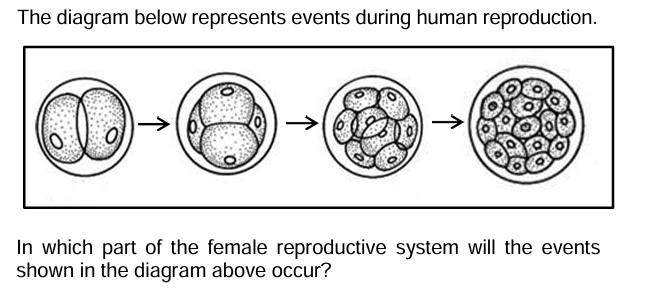 The diagram below represents events during human reproduction.
In which part of the female reproductive system will the events
shown in the diagram above occur?